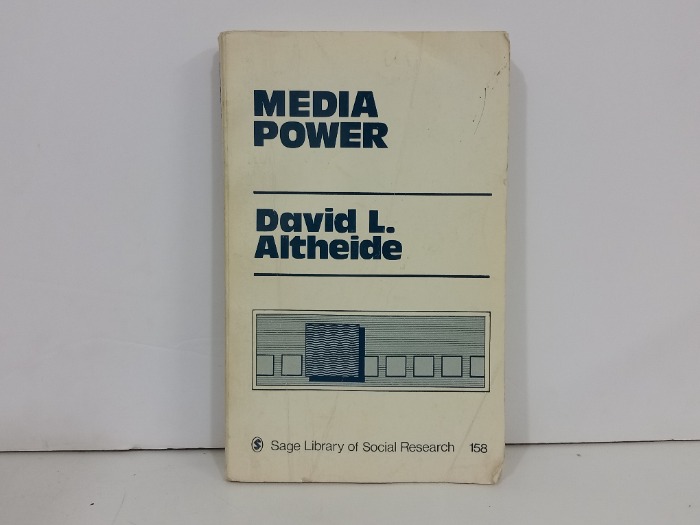 MEDIA
POWER
David L.
Altheide
Sage Library of Social Research 158